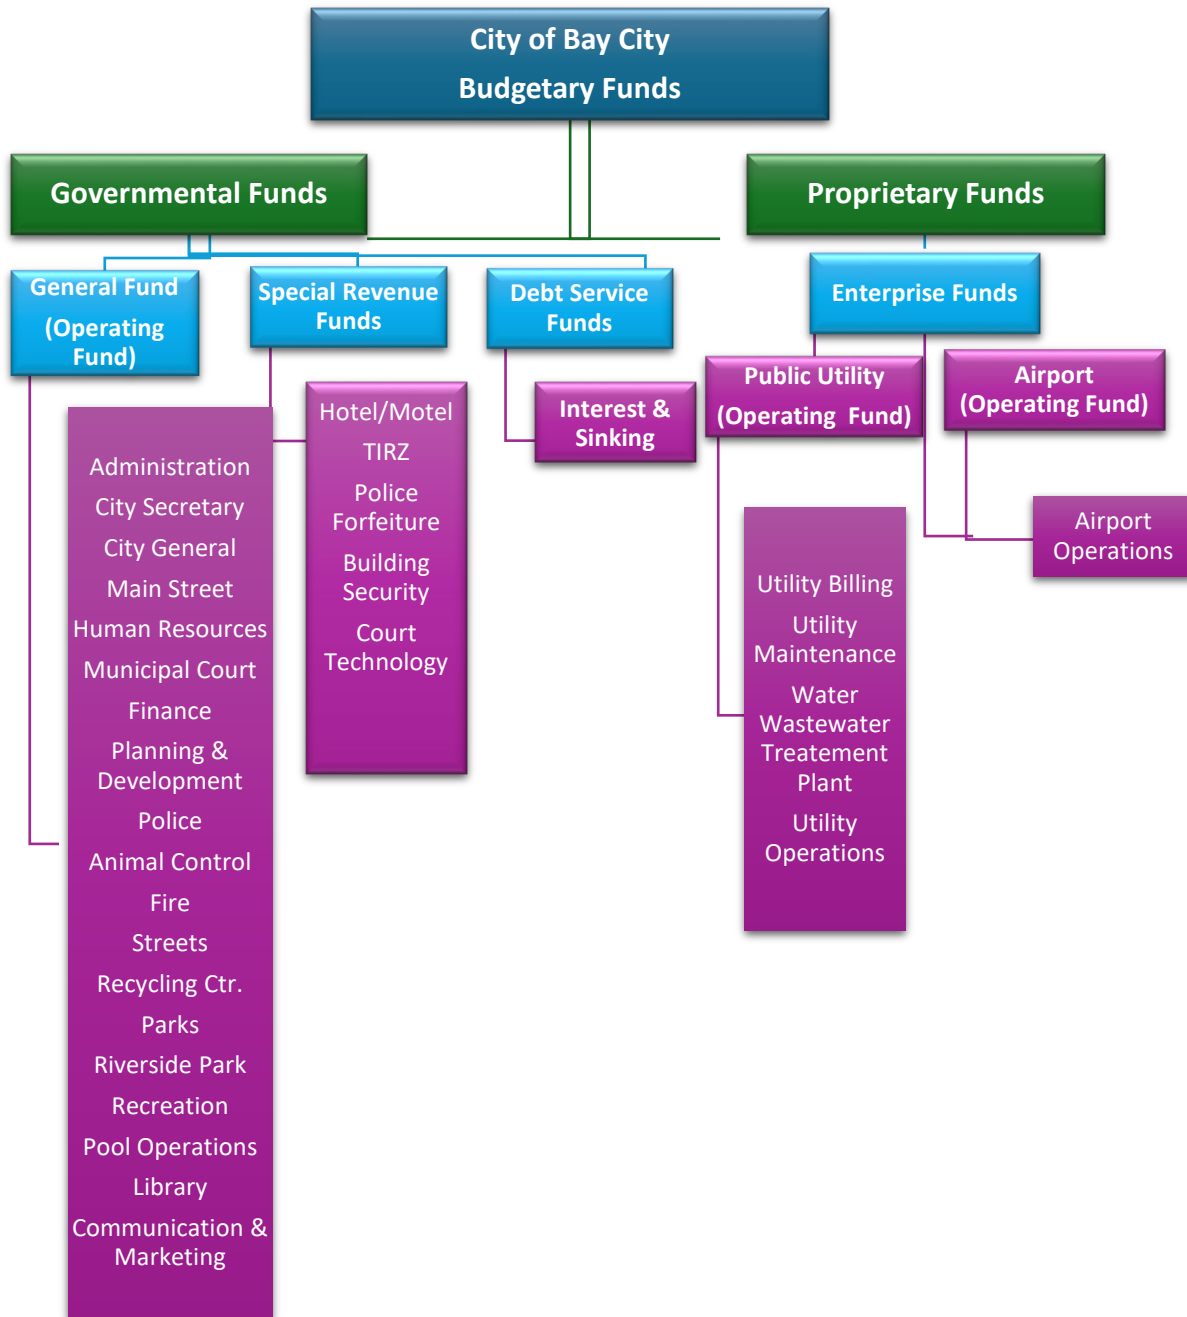 City of Bay City
Budgetary Funds
Governmental Funds
Proprietary Funds
General Fund
(Operating
Fund)
Special Revenue
Funds
Debt Service
Funds
Enterprise Funds
Public Utility
(Operating Fund)
Airport
(Operating Fund)
Interest &
Sinking
Hotel/Motel
TIRZ
Police
Forfeiture
Building
Security
Court
Technology
Administration
City Secretary
City General
Main Street
Human Resources
Municipal Court
Finance
Planning &
Development
Police
Animal Control
Fire
Streets
Recycling Ctr.
Parks
Riverside Park
Recreation
Pool Operations
Library
Communication &
Marketing
Utility Billing
Utility
Maintenance
Water
Wastewater
Treatement
Plant
Utility
Operations
Airport
Operations